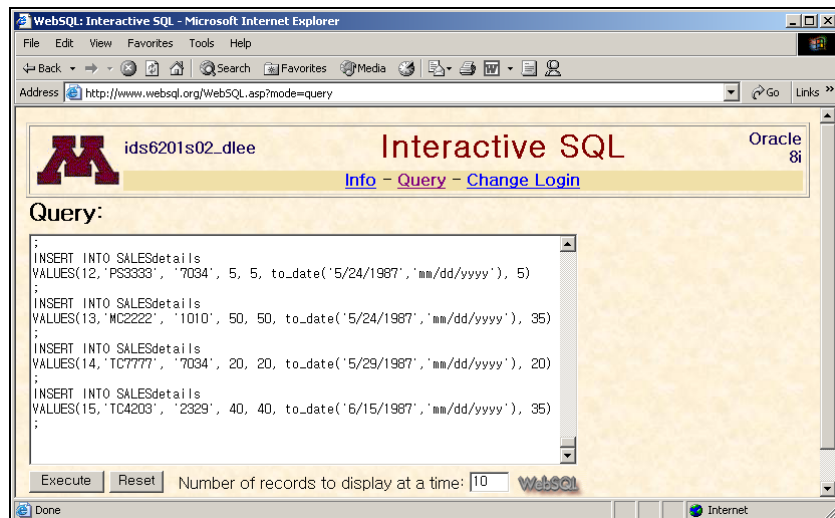 WebSQL: Interactive SQL - Microsoft Internet Explorer
File Edit View Favorites Tools Help
Back Search Favorites Media
Address http://www.websql.org/WebSQL.asp?mode=query Go Links »
M ids6201s02_dlee Interactive SQL Oracle
8i
Info - Query - Change Login
Query:
;
INSERT INTO SALESdetails
VALUES(12,'PS3333', '7034', 5, 5, to_date('5/24/1987','mm/dd/yyyy'), 5)
;
INSERT INTO SALESdetails
VALUES(13,'MC2222', '1010', 50, 50, to_date('5/24/1987','mm/dd/yyyy'), 35)
;
INSERT INTO SALESdetails
VALUES(14,'TC7777', '7034', 20, 20, to_date('5/29/1987','mm/dd/yyyy'), 20)
;
INSERT INTO SALESdetails
VALUES(15,'TC4203', '2329', 40, 40, to_date('6/15/1987','mm/dd/yyyy'), 35)
;
Execute Reset Number of records to display at a time: 10 WebSQL
Done Internet